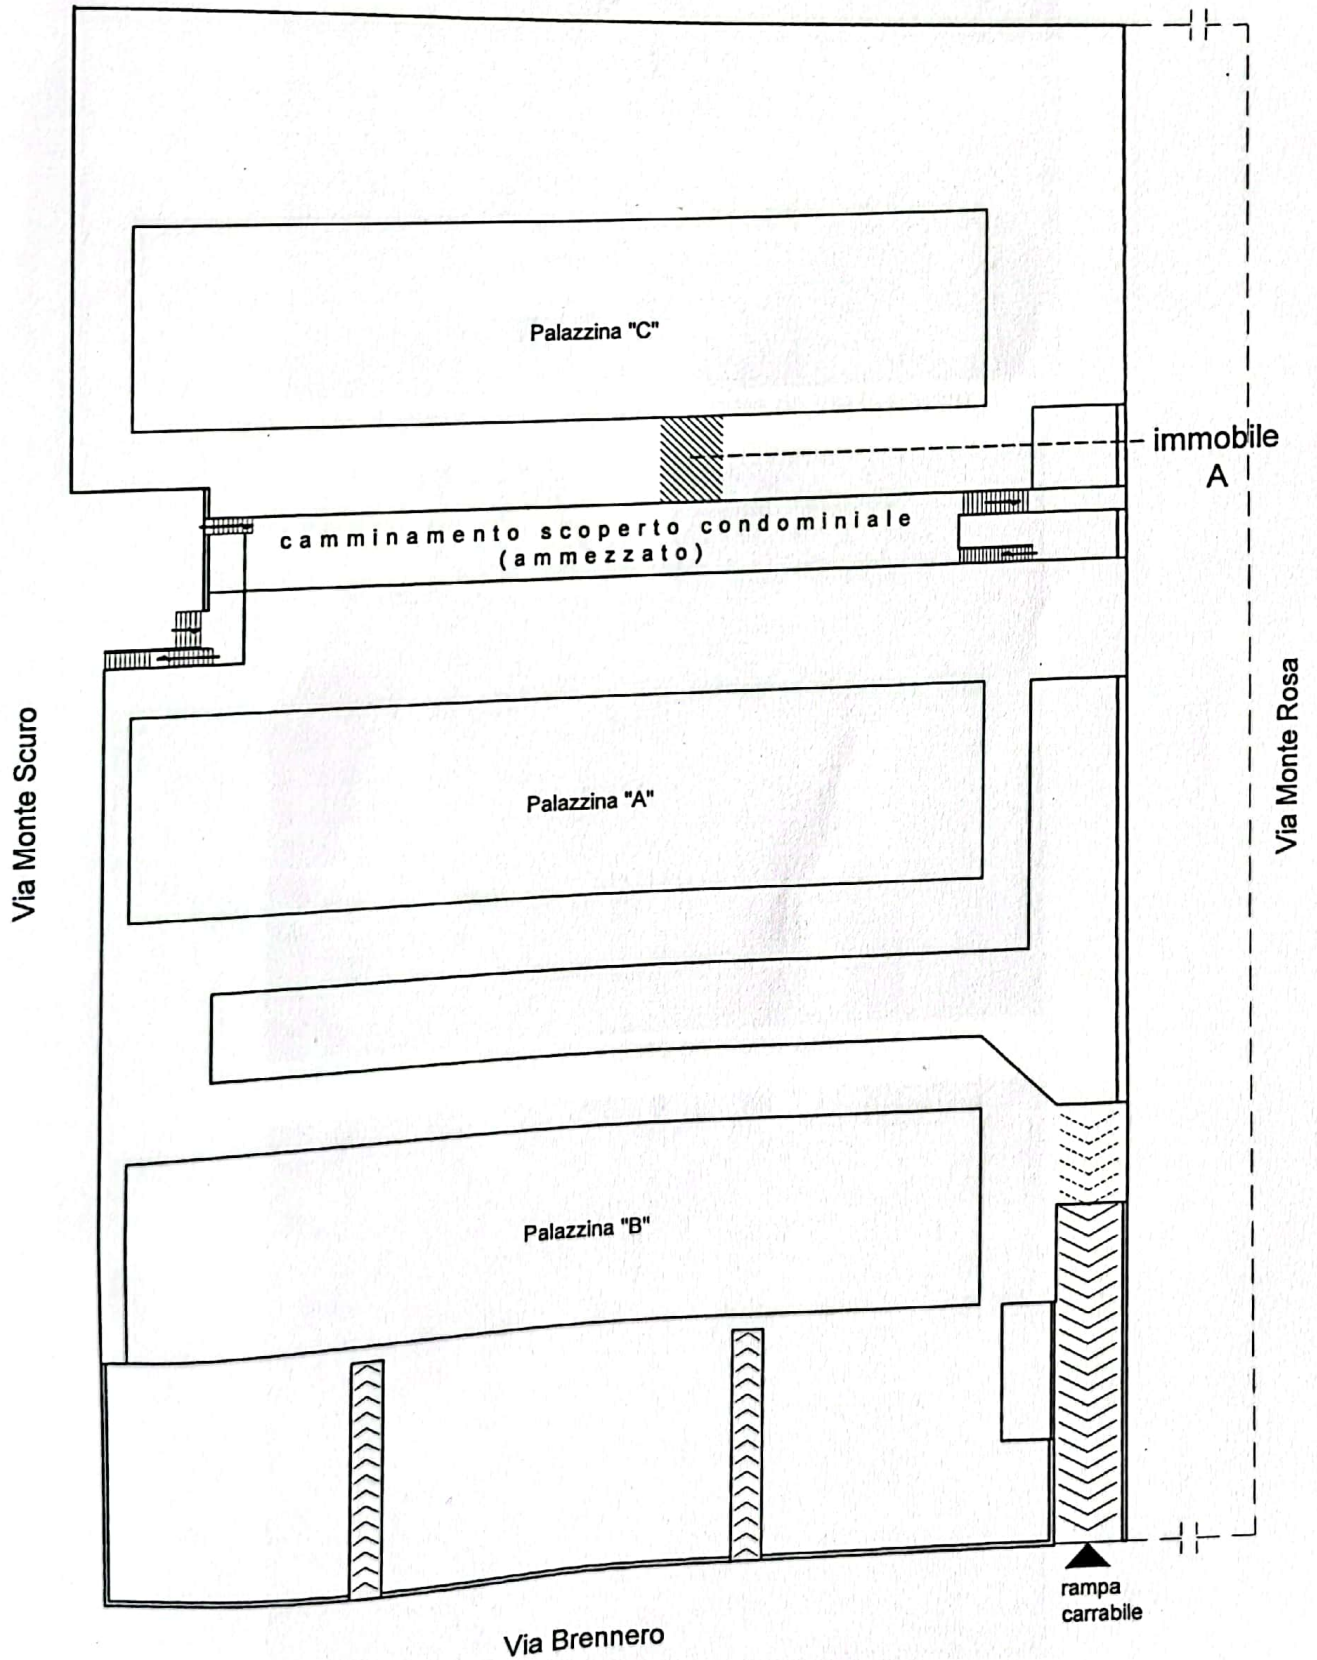 Palazzina "C"
immobile
A
camminamento scoperto condominiale
(ammezzato)
Via Monte Scuro
Via Monte Rosa
Palazzina "A"
Palazzina "B"
rampa
carrabile
Via Brennero